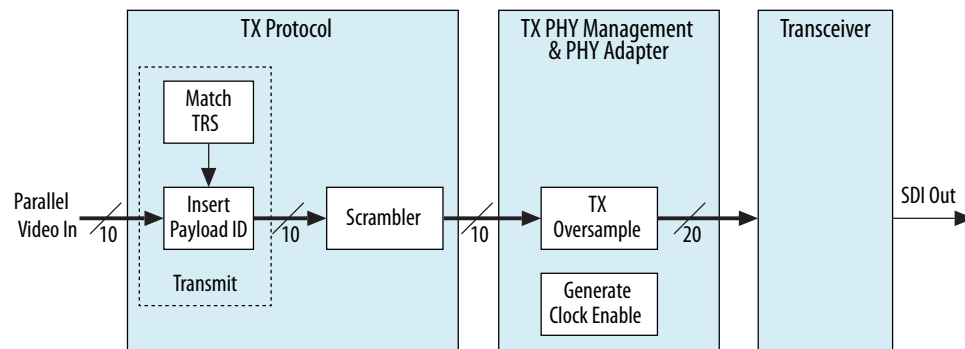 TX Protocol
TX PHY Management
& PHY Adapter
Transceiver
Match
TRS
Parallel
Video In
10
Insert
Payload ID
10
Scrambler
10
TX
Oversample
20
SDI Out
Transmit
Generate
Clock Enable